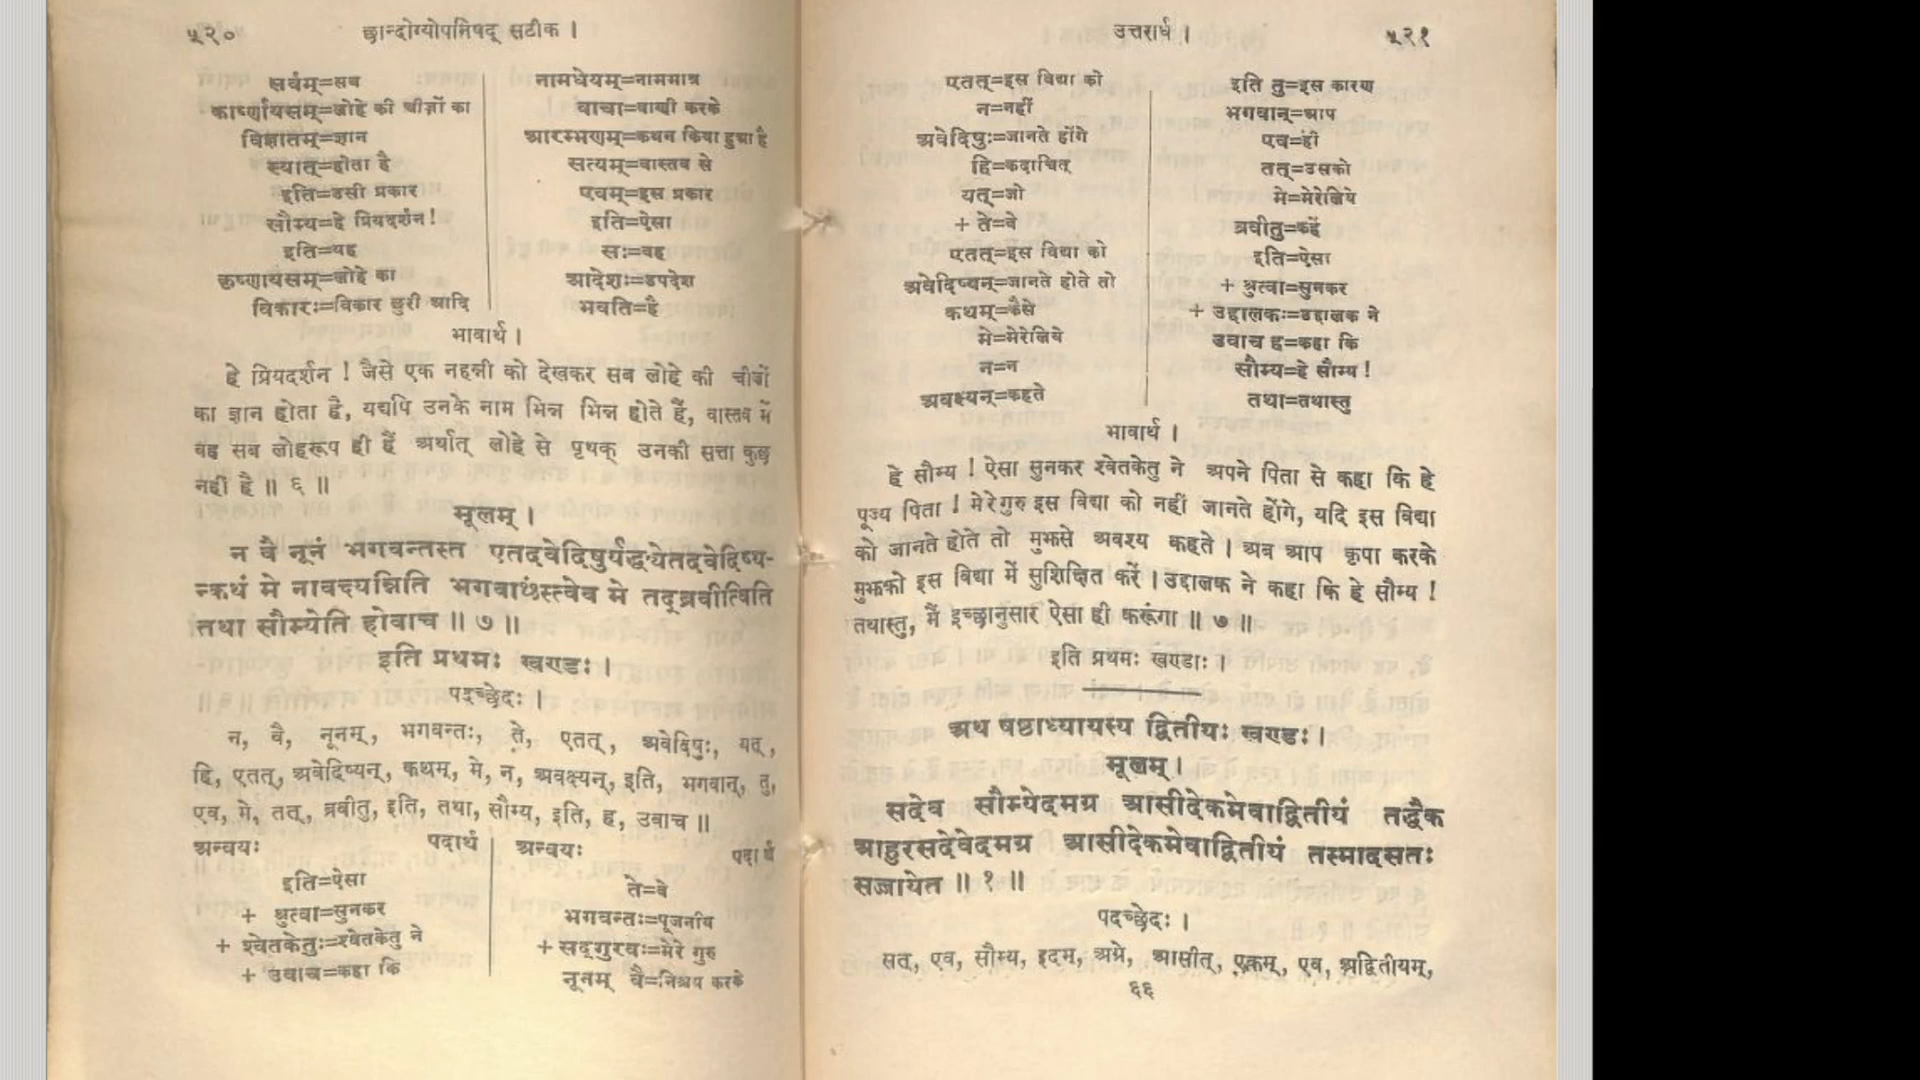 ५२० छान्दोग्योपनिषद् सटीक ।
सर्वम्=सब
कार्ष्णायसम्=लोहे की चीज़ों का
विज्ञातम्=ज्ञान
स्यात्=होता है
इति=उसी प्रकार
सौम्य=हे प्रियदर्शन !
इति=यह
कृष्णायसम्=लोहे का
विकारः=विकार छुरी आदि
नामधेयम्=नाममात्र
वाचा=वाणी करके
आरम्भणम्=कथन किया हुआ है
सत्यम्=वास्तव से
एवम्=इस प्रकार
इति=ऐसा
सः=वह
आदेशः=उपदेश
भवति=है
भावार्थ ।
हे प्रियदर्शन ! जैसे एक नहन्नी को देखकर सब लोहे की चीज़ों
का ज्ञान होता है, यद्यपि उनके नाम भिन्न भिन्न होते हैं, वास्तव में
वह सब लोहरूप ही हैं अर्थात् लोहे से पृथक् उनकी सत्ता कुछ
नहीं है ॥ ६ ॥
मूलम् ।
न वै नूनं भगवन्तस्त एतदवेदिषुर्यद्ध्येतदवेदिष्य-
न्कथं मे नावक्ष्यन्निति भगवाꣳस्त्वेव मे तद्ब्रवीत्विति
तथा सौम्येति होवाच ॥ ७ ॥
इति प्रथमः खण्डः ।
पदच्छेदः ।
न, वै, नूनम्, भगवन्तः, ते, एतत्, अवेदिषुः, यत्,
हि, एतत्, अवेदिष्यन्, कथम्, मे, न, अवक्ष्यन्, इति, भगवान्, तु,
एव, मे, तत्, ब्रवीतु, इति, तथा, सौम्य, इति, ह, उवाच ॥
अन्वयः पदार्थ
इति=ऐसा
+ श्रुत्वा=सुनकर
+ श्वेतकेतुः=श्वेतकेतु ने
+ उवाच=कहा कि
अन्वयः पदार्थ
ते=वे
भगवन्तः=पूजनीय
+ सद्गुरवः=मेरे गुरु
नूनम् वै=निश्चय करके
उत्तरार्ध । ५२१
एतत्=इस विद्या को
न=नहीं
अवेदिषुः=जानते होंगे
हि=कदाचित्
यत्=जो
+ ते=वे
एतत्=इस विद्या को
अवेदिष्यन्=जानते होते तो
कथम्=कैसे
मे=मेरेलिये
न=न
अवक्ष्यन्=कहते
इति तु=इस कारण
भगवान्=आप
एव=ही
तत्=उसको
मे=मेरेलिये
ब्रवीतु=कहें
इति=ऐसा
+ श्रुत्वा=सुनकर
+ उद्दालकः=उद्दालक ने
उवाच ह=कहा कि
सौम्य=हे सौम्य !
तथा=तथास्तु
भावार्थ ।
हे सौम्य ! ऐसा सुनकर श्वेतकेतु ने अपने पिता से कहा कि हे
पूज्य पिता ! मेरे गुरु इस विद्या को नहीं जानते होंगे, यदि इस विद्या
को जानते होते तो मुझसे अवश्य कहते । अब आप कृपा करके
मुझको इस विद्या में सुशिक्षित करें । उद्दालक ने कहा कि हे सौम्य !
तथास्तु, मैं इच्छानुसार ऐसा ही करूंगा ॥ ७ ॥
इति प्रथमः खण्डाः ।
अथ षष्ठाध्यायस्य द्वितीयः खण्डः ।
मूलम् ।
सदेव सौम्येदमग्र आसीदेकमेवाद्वितीयं तद्धैक
आहुरसदेवेदमग्र आसीदेकमेवाद्वितीयं तस्मादसतः
सज्जायेत ॥ १ ॥
पदच्छेदः ।
सत्, एव, सौम्य, इदम्, अग्रे, आसीत्, एकम्, एव, अद्वितीयम्,
६६